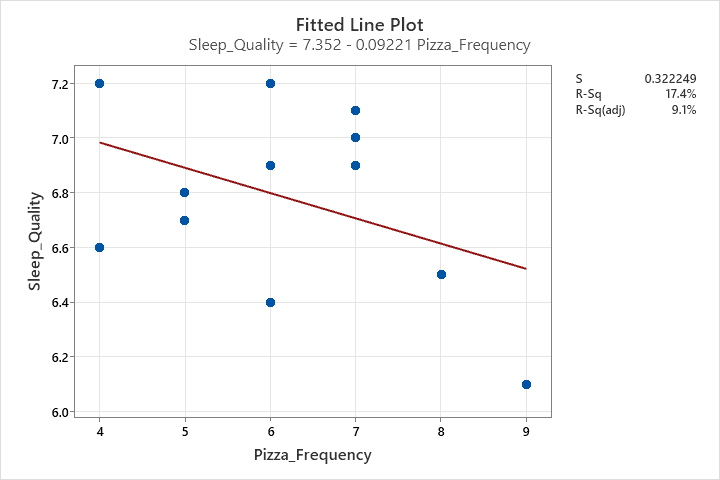 Fitted Line Plot
Sleep_Quality = 7.352 - 0.09221 Pizza_Frequency
S 0.322249
R-Sq 17.4%
R-Sq(adj) 9.1%
Sleep_Quality
7.2
7.0
6.8
6.6
6.4
6.2
6.0
4 5 6 7 8 9
Pizza_Frequency